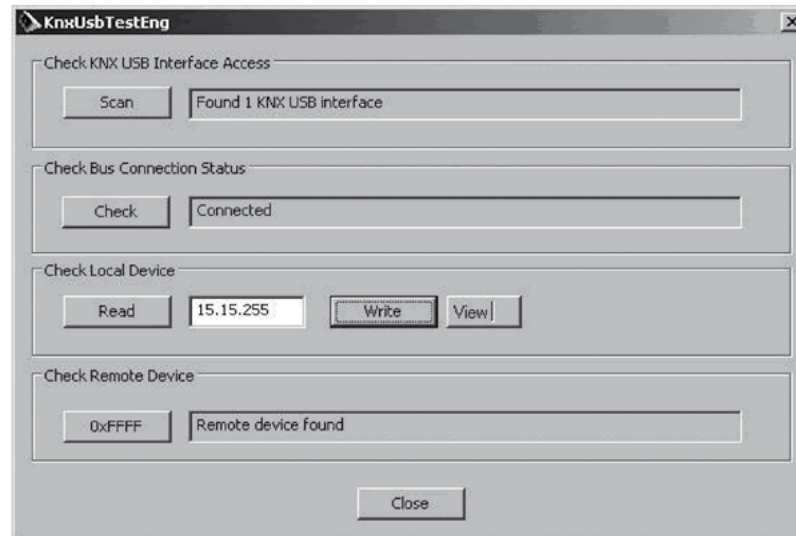 KnxUsbTestEng
Check KNX USB Interface Access
Scan Found 1 KNX USB interface
Check Bus Connection Status
Check Connected
Check Local Device
Read 15.15.255 Write View
Check Remote Device
0xFFFF Remote device found
Close